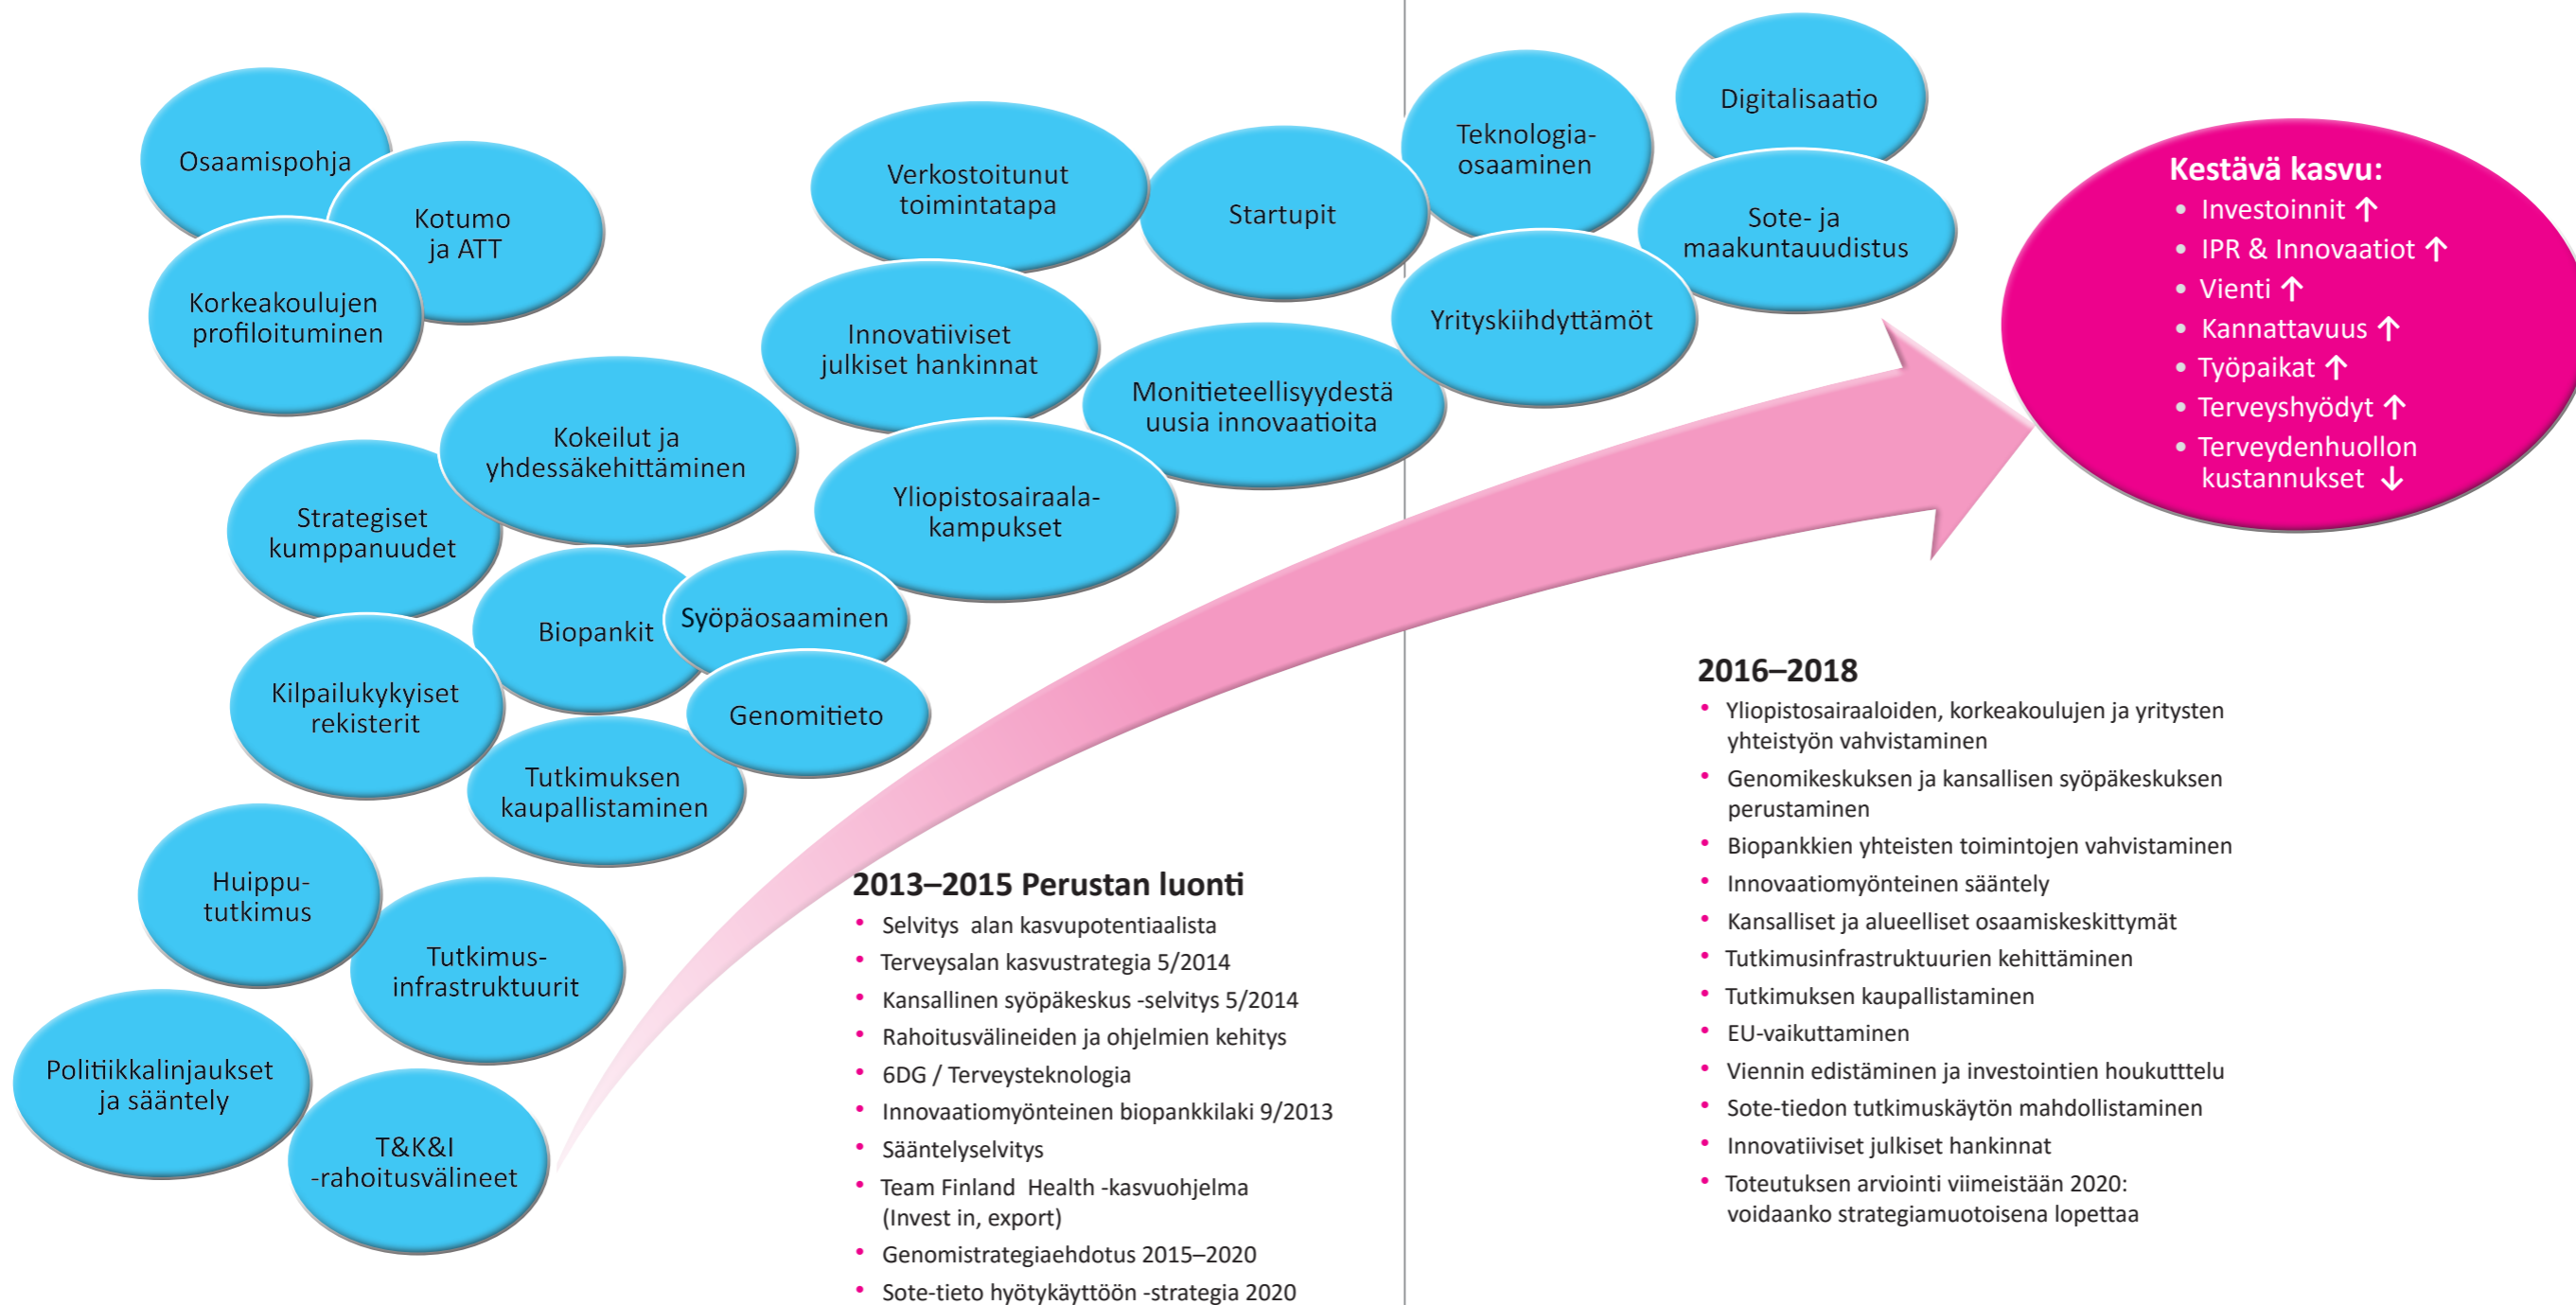 Osaamispohja
Kotumo
ja ATT
Korkeakoulujen
profiloituminen
Verkostoitunut
toimintatapa
Startupit
Teknologia-
osaaminen
Digitalisaatio
Sote- ja
maakuntauudistus
Yrityskiihdyttämöt
Innovatiiviset
julkiset hankinnat
Monitieteellisyydestä
uusia innovaatioita
Yliopistosairaala-
kampukset
Kokeilut ja
yhdessäkehittäminen
Strategiset
kumppanuudet
Biopankit
Syöpäosaaminen
Genomitieto
Kilpailukykyiset
rekisterit
Tutkimuksen
kaupallistaminen
Huippu-
tutkimus
Tutkimus-
infrastruktuurit
Politiikkalinjaukset
ja sääntely
T&K&I
-rahoitusvälineet
Kestävä kasvu:
• Investoinnit ↑
• IPR & Innovaatiot ↑
• Vienti ↑
• Kannattavuus ↑
• Työpaikat ↑
• Terveyshyödyt ↑
• Terveydenhuollon
kustannukset ↓
2013–2015 Perustan luonti
• Selvitys alan kasvupotentiaalista
• Terveysalan kasvustrategia 5/2014
• Kansallinen syöpäkeskus -selvitys 5/2014
• Rahoitusvälineiden ja ohjelmien kehitys
• 6DG / Terveysteknologia
• Innovaatiomyönteinen biopankkilaki 9/2013
• Sääntelyselvitys
• Team Finland Health -kasvuohjelma
(Invest in, export)
• Genomistrategiaehdotus 2015–2020
• Sote-tieto hyötykäyttöön -strategia 2020
2016–2018
• Yliopistosairaaloiden, korkeakoulujen ja yritysten
yhteistyön vahvistaminen
• Genomikeskuksen ja kansallisen syöpäkeskuksen
perustaminen
• Biopankkien yhteisten toimintojen vahvistaminen
• Innovaatiomyönteinen sääntely
• Kansalliset ja alueelliset osaamiskeskittymät
• Tutkimusinfrastruktuurien kehittäminen
• Tutkimuksen kaupallistaminen
• EU-vaikuttaminen
• Viennin edistäminen ja investointien houkutttelu
• Sote-tiedon tutkimuskäytön mahdollistaminen
• Innovatiiviset julkiset hankinnat
• Toteutuksen arviointi viimeistään 2020:
voidaanko strategiamuotoisena lopettaa